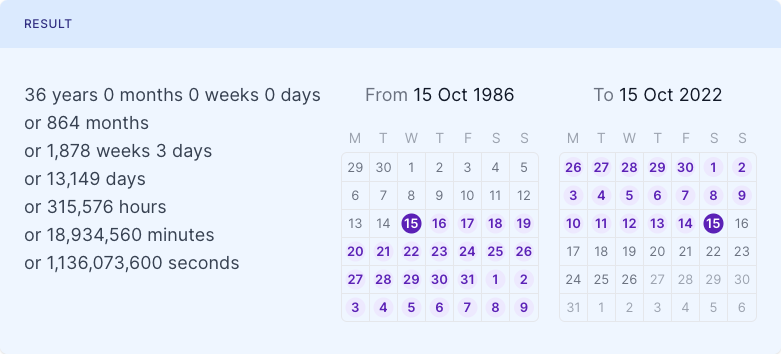 RESULT
36 years 0 months 0 weeks 0 days
or 864 months
or 1,878 weeks 3 days
or 13,149 days
or 315,576 hours
or 18,934,560 minutes
or 1,136,073,600 seconds
From 15 Oct 1986
M T W T F S S
29 30 1 2 3 4 5
6 7 8 9 10 11 12
13 14 15 16 17 18 19
20 21 22 23 24 25 26
27 28 29 30 31 1 2
3 4 5 6 7 8 9
To 15 Oct 2022
M T W T F S S
26 27 28 29 30 1 2
3 4 5 6 7 8 9
10 11 12 13 14 15 16
17 18 19 20 21 22 23
24 25 26 27 28 29 30
31 1 2 3 4 5 6